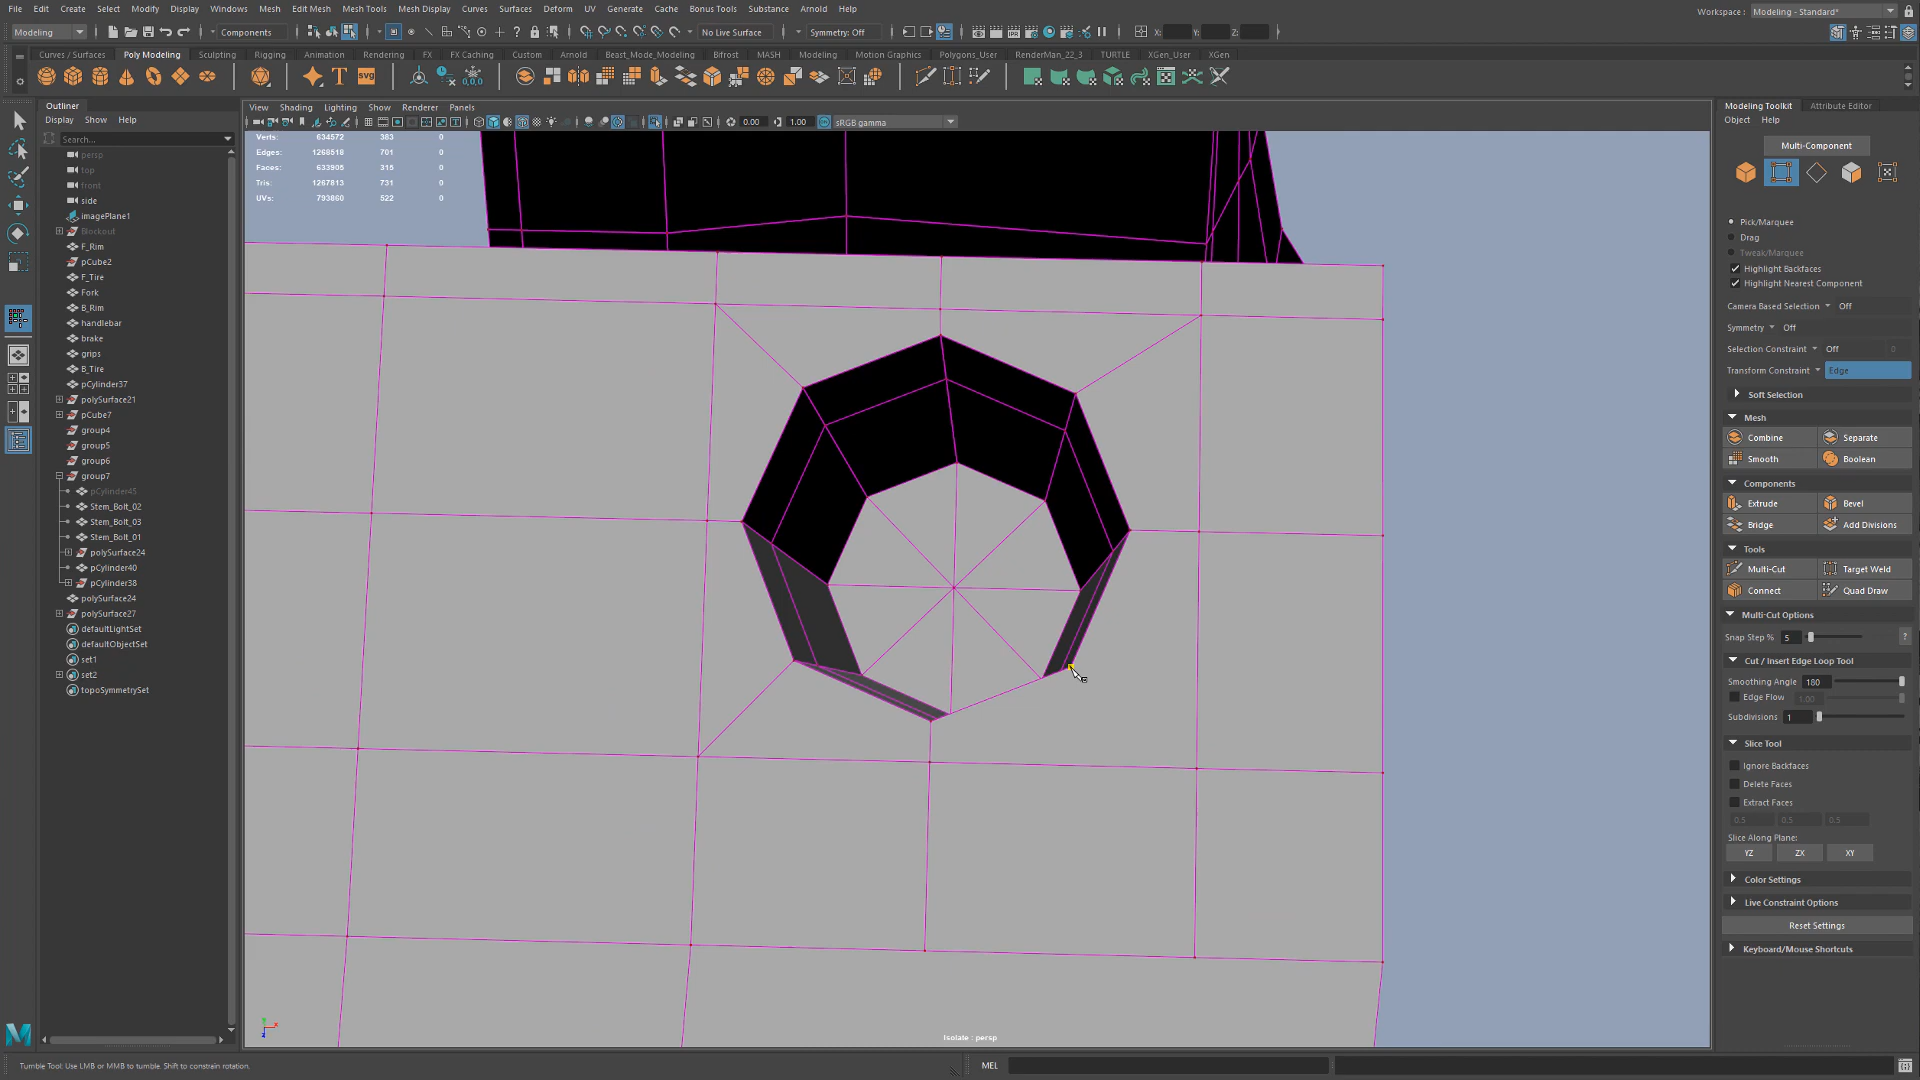 File Edit Create Select Modify Display Windows Mesh Edit Mesh Mesh Tools Mesh Display Curves Surfaces Deform UV Generate Cache Bonus Tools Substance Arnold Help
Workspace : Modeling - Standard*
Modeling Components No Live Surface Symmetry: Off X: Y: Z:
Curves / Surfaces Poly Modeling Sculpting Rigging Animation Rendering FX FX Caching Custom Arnold Beast_Mode_Modeling Bifrost MASH Modeling Motion Graphics Polygons_User RenderMan_22_3 TURTLE XGen_User XGen
Outliner
Display Show Help
Search...
persp
top
front
side
imagePlane1
Blockout
F_Rim
pCube2
F_Tire
Fork
B_Rim
handlebar
brake
grips
B_Tire
pCylinder37
polySurface21
pCube7
group4
group5
group6
group7
pCylinder45
Stem_Bolt_02
Stem_Bolt_03
Stem_Bolt_01
polySurface24
pCylinder40
pCylinder38
polySurface24
polySurface27
defaultLightSet
defaultObjectSet
set1
set2
topoSymmetrySet
View Shading Lighting Show Renderer Panels
0.00 1.00 sRGB gamma
Verts: 634572 383 0
Edges: 1268518 701 0
Faces: 633905 315 0
Tris: 1267813 731 0
UVs: 793860 522 0
Isolate : persp
Modeling Toolkit Attribute Editor
Object Help
Multi-Component
Pick/Marquee
Drag
Tweak/Marquee
Highlight Backfaces
Highlight Nearest Component
Camera Based Selection Off
Symmetry Off
Selection Constraint Off 0
Transform Constraint Edge
Soft Selection
Mesh
Combine Separate
Smooth Boolean
Components
Extrude Bevel
Bridge Add Divisions
Tools
Multi-Cut Target Weld
Connect Quad Draw
Multi-Cut Options
Snap Step % 5 ?
Cut / Insert Edge Loop Tool
Smoothing Angle 180
Edge Flow 1.00
Subdivisions 1
Slice Tool
Ignore Backfaces
Delete Faces
Extract Faces
0.5 0.5 0.5
Slice Along Plane:
YZ ZX XY
Color Settings
Live Constraint Options
Reset Settings
Keyboard/Mouse Shortcuts
Tumble Tool: Use LMB or MMB to tumble. Shift to constrain rotation.
MEL